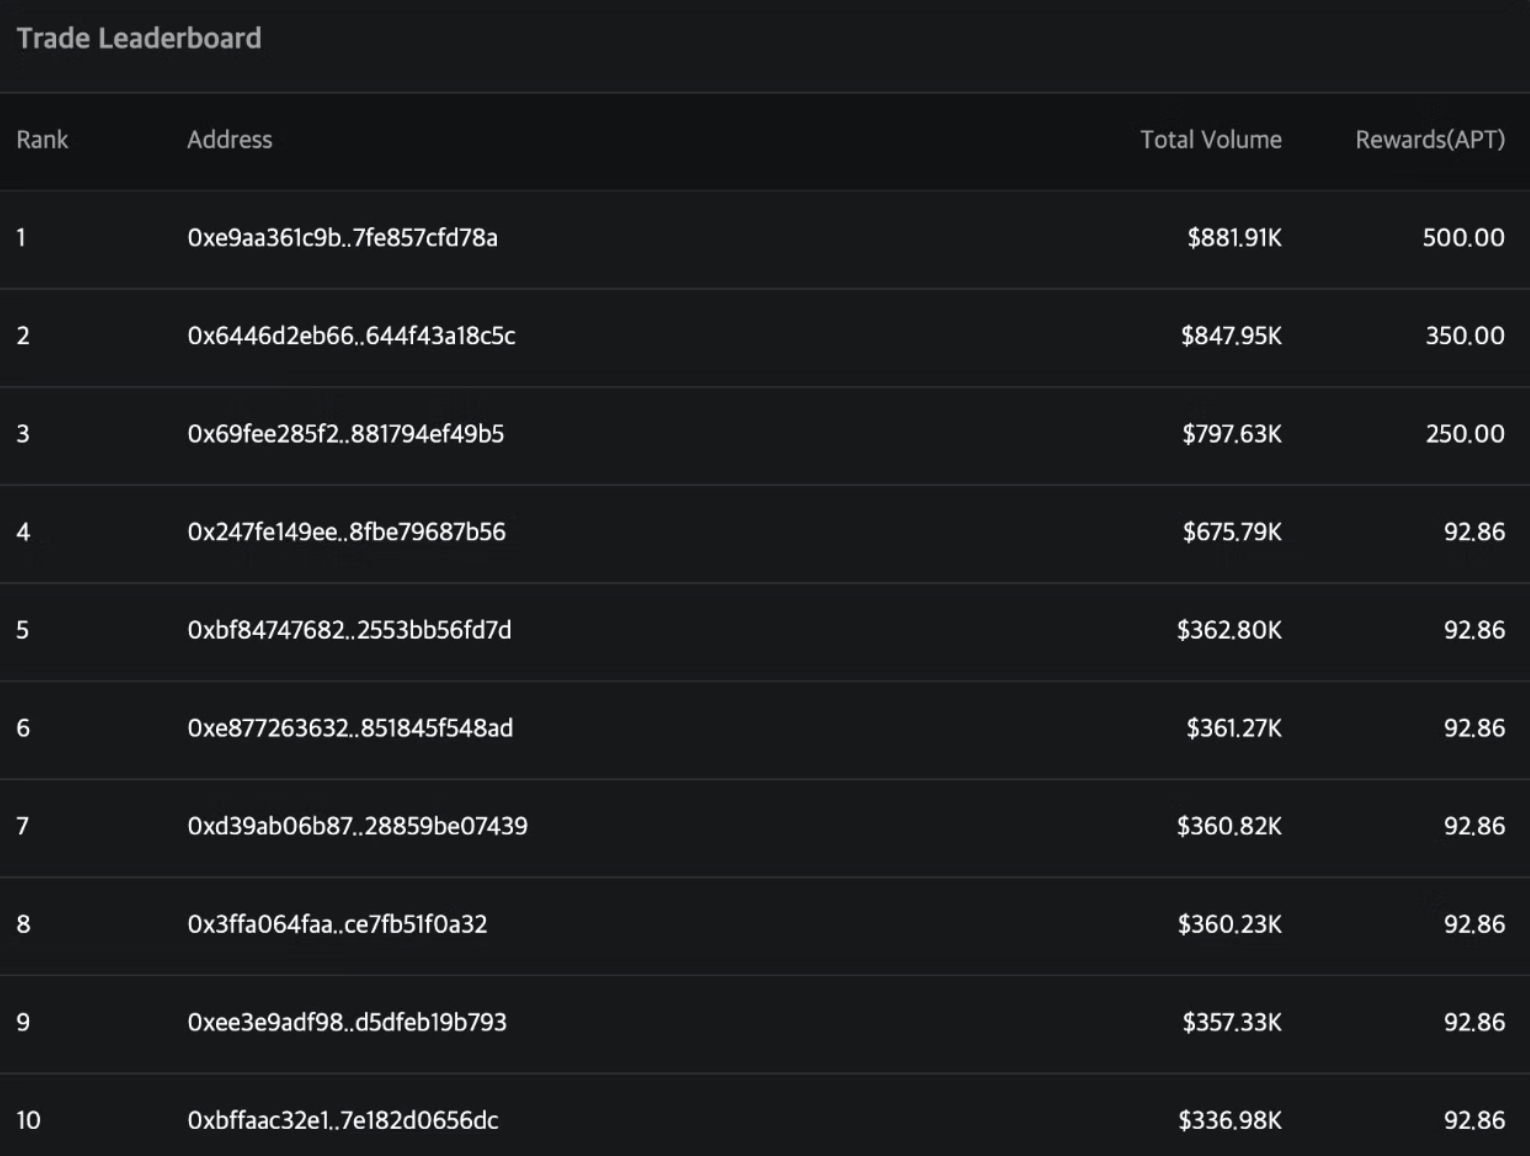 Trade Leaderboard
Rank Address Total Volume Rewards(APT)
1 0xe9aa361c9b..7fe857cfd78a $881.91K 500.00
2 0x6446d2eb66..644f43a18c5c $847.95K 350.00
3 0x69fee285f2..881794ef49b5 $797.63K 250.00
4 0x247fe149ee..8fbe79687b56 $675.79K 92.86
5 0xbf84747682..2553bb56fd7d $362.80K 92.86
6 0xe877263632..851845f548ad $361.27K 92.86
7 0xd39ab06b87..28859be07439 $360.82K 92.86
8 0x3ffa064faa..ce7fb51f0a32 $360.23K 92.86
9 0xee3e9adf98..d5dfeb19b793 $357.33K 92.86
10 0xbffaac32e1..7e182d0656dc $336.98K 92.86